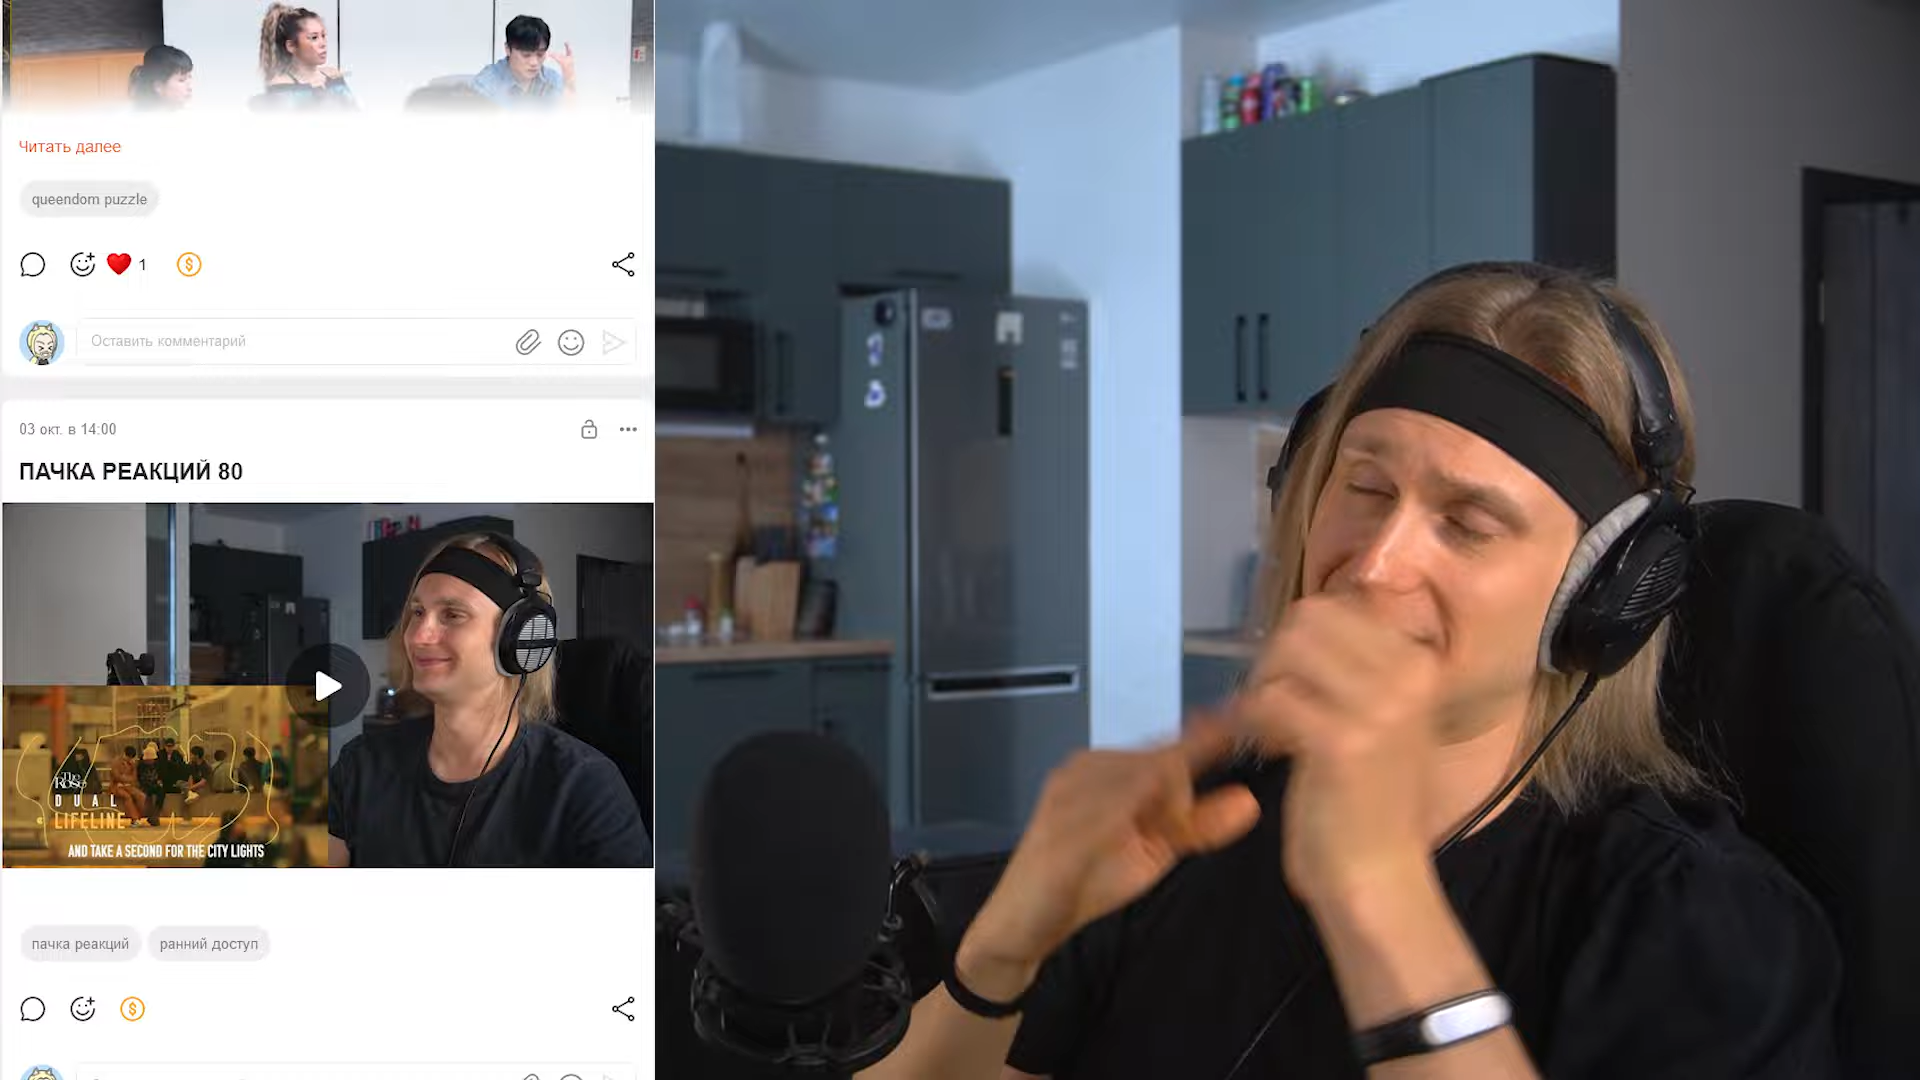 Читать далее
queendom puzzle
1
Оставить комментарий
03 окт. в 14:00
ПАЧКА РЕАКЦИЙ 80
The
Rose
DUAL
LIFELINE
AND TAKE A SECOND FOR THE CITY LIGHTS
пачка реакций
ранний доступ